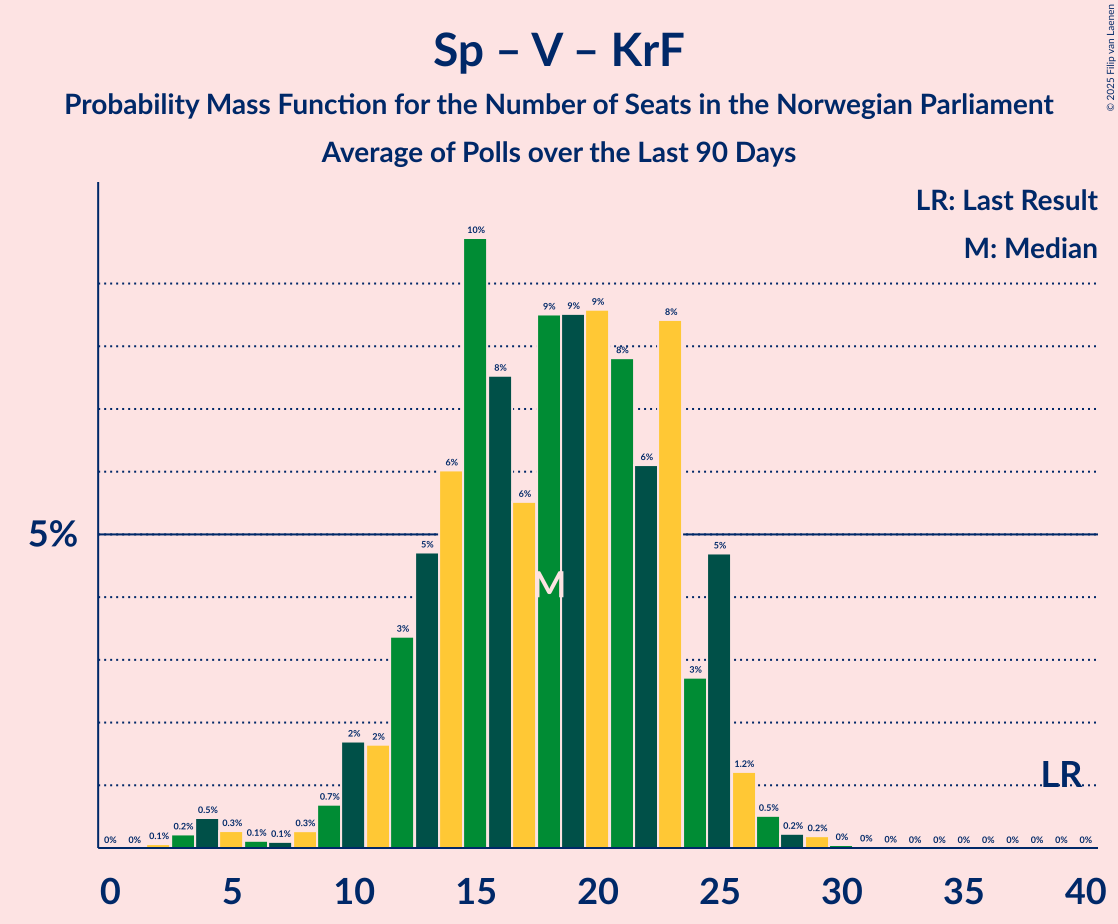 Sp – V – KrF
Probability Mass Function for the Number of Seats in the Norwegian Parliament
Average of Polls over the Last 90 Days
© 2025 Filip van Laenen
LR: Last Result
M: Median
5%
0% 0% 0.1% 0.2% 0.5% 0.3% 0.1% 0.1% 0.3% 0.7% 2% 2% 3% 5% 6% 10% 8% 6% 9% 9% 9% 8% 6% 8% 3% 5% 1.2% 0.5% 0.2% 0.2% 0% 0% 0% 0% 0% 0% 0% 0% 0% 0% 0%
M
LR
0 5 10 15 20 25 30 35 40